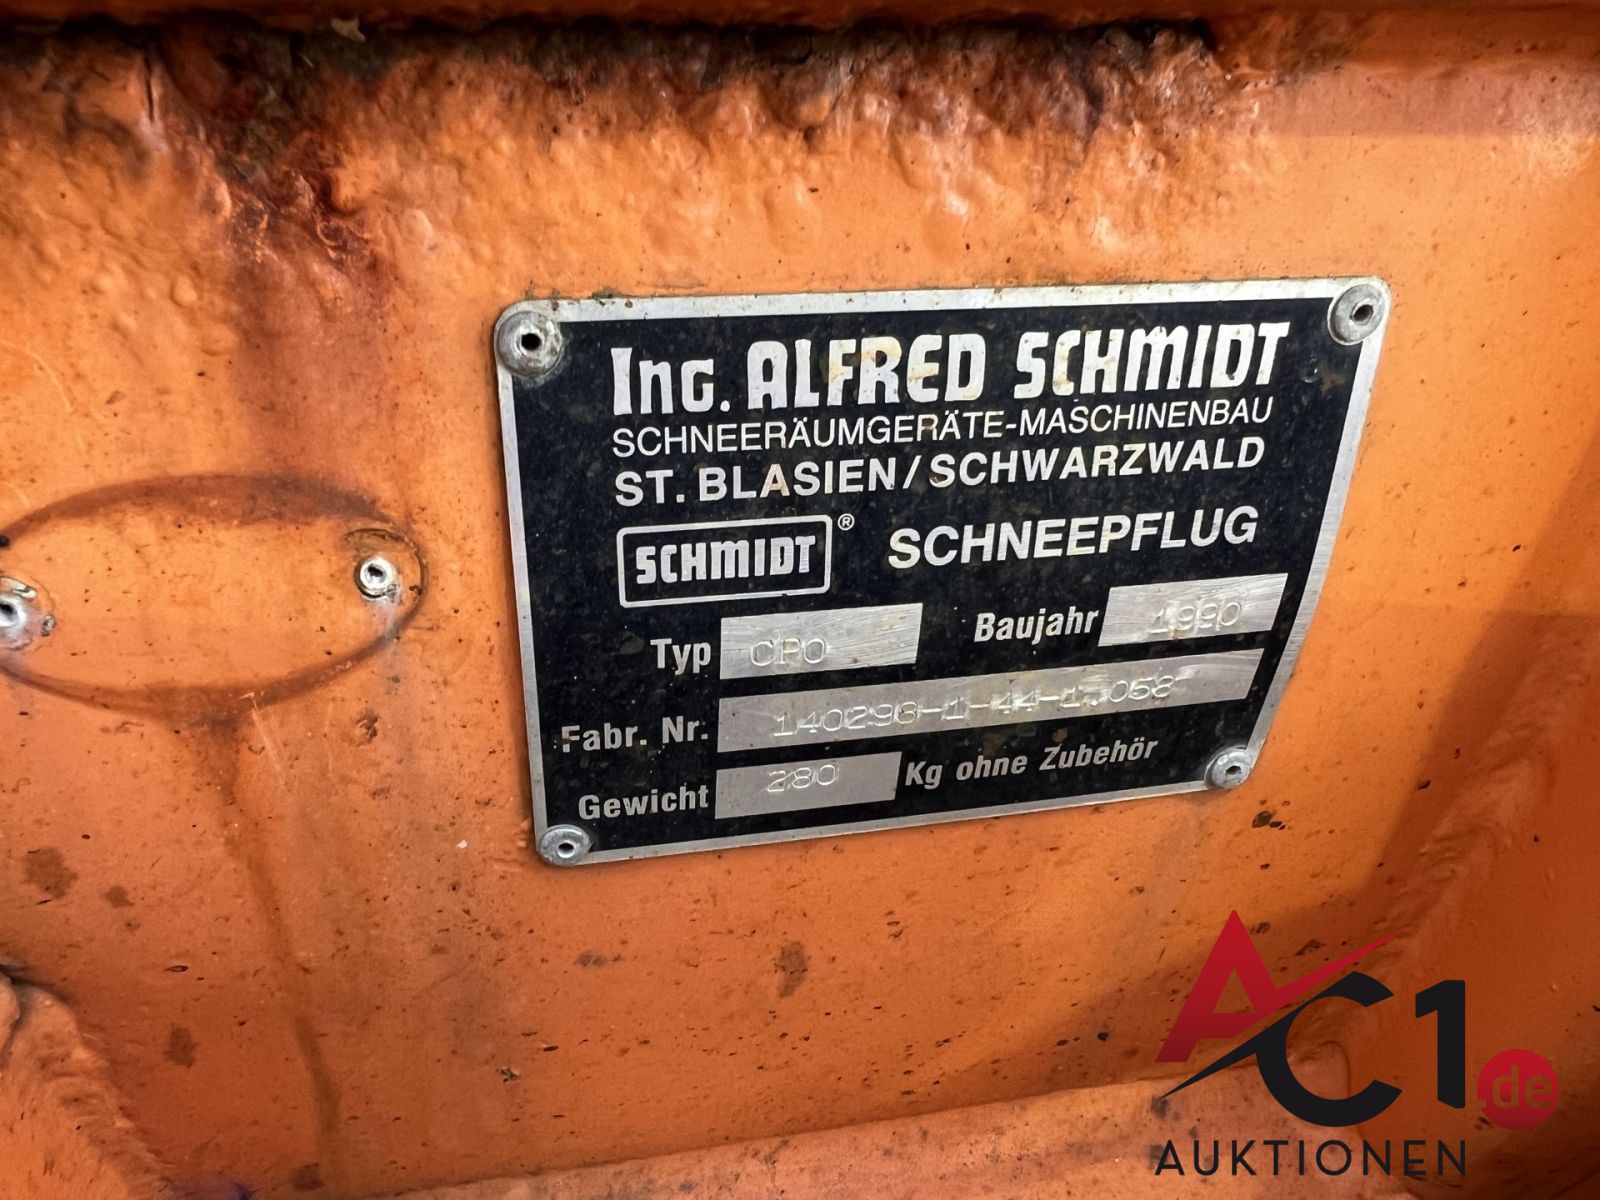 Ing. ALFRED SCHMIDT
SCHNEERÄUMGERÄTE-MASCHINENBAU
ST. BLASIEN/SCHWARZWALD
SCHMIDT® SCHNEEPFLUG
Typ CPO Baujahr 1990
Fabr. Nr.
Gewicht 280 Kg ohne Zubehör
AC1.de
AUKTIONEN